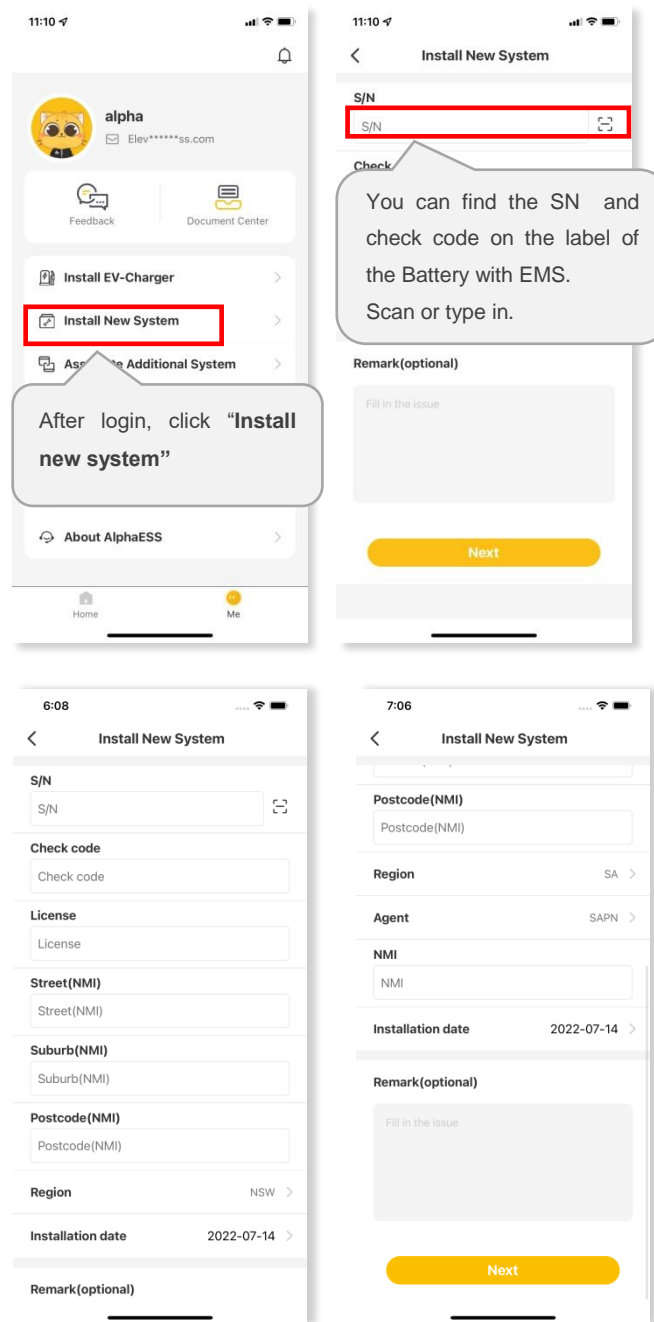 11:10
alpha
Elev******ss.com
Feedback
Document Center
Install EV-Charger
Install New System
Additional System
After login, click “Install
new system”
About AlphaESS
Home
Me
11:10
Install New System
S/N
S/N
Check
You can find the SN and
check code on the label of
the Battery with EMS.
Scan or type in.
Remark(optional)
Fill in the issue
Next
6:08
Install New System
S/N
S/N
Check code
Check code
License
License
Street(NMI)
Street(NMI)
Suburb(NMI)
Suburb(NMI)
Postcode(NMI)
Postcode(NMI)
Region NSW
Installation date 2022-07-14
Remark(optional)
7:06
Install New System
Postcode(NMI)
Postcode(NMI)
Region SA
Agent SAPN
NMI
NMI
Installation date 2022-07-14
Remark(optional)
Fill in the issue
Next